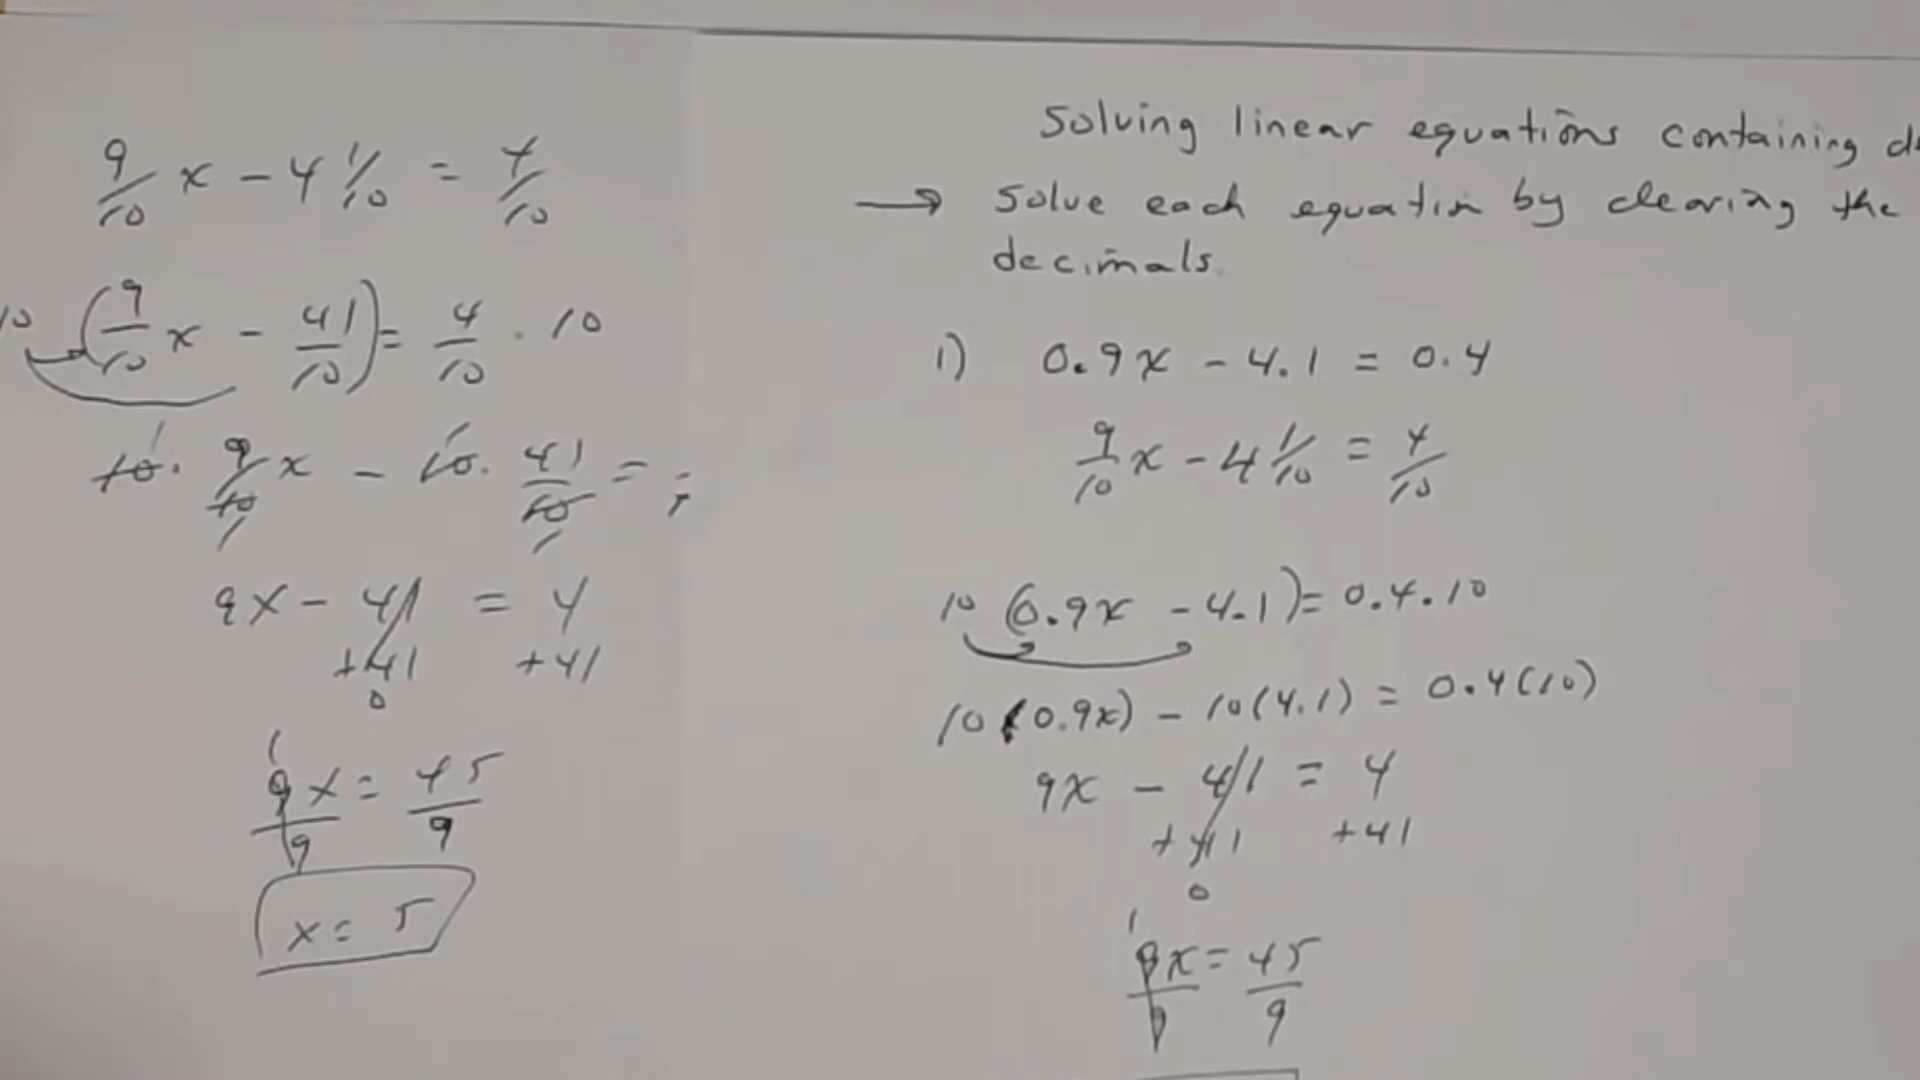 9/10 x - 4 1/10 = 4/10
10 (9/10 x - 41/10) = 4/10 · 10
10 · 9/10 x - 10 · 41/10 =
9x - 41 = 4
+41 +41
0
9x/9 = 45/9
x = 5
Solving linear equations containing
→ Solve each equation by clearing the
decimals.
1) 0.9x - 4.1 = 0.4
9/10 x - 4 1/10 = 4/10
10 (0.9x - 4.1) = 0.4 · 10
10 (0.9x) - 10(4.1) = 0.4(10)
9x - 41 = 4
+41 +41
0
9x/9 = 45/9